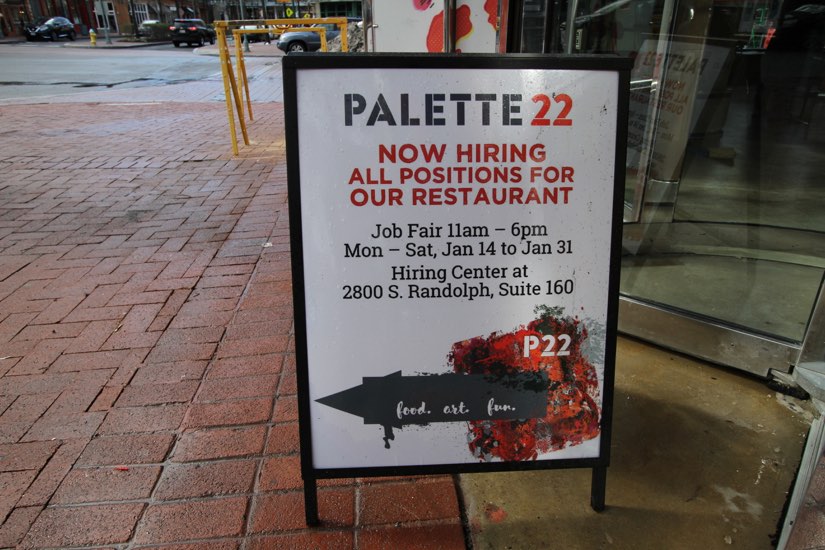 PALETTE 22
NOW HIRING
ALL POSITIONS FOR
OUR RESTAURANT
Job Fair 11am – 6pm
Mon – Sat, Jan 14 to Jan 31
Hiring Center at
2800 S. Randolph, Suite 160
P22
food. art. fun.